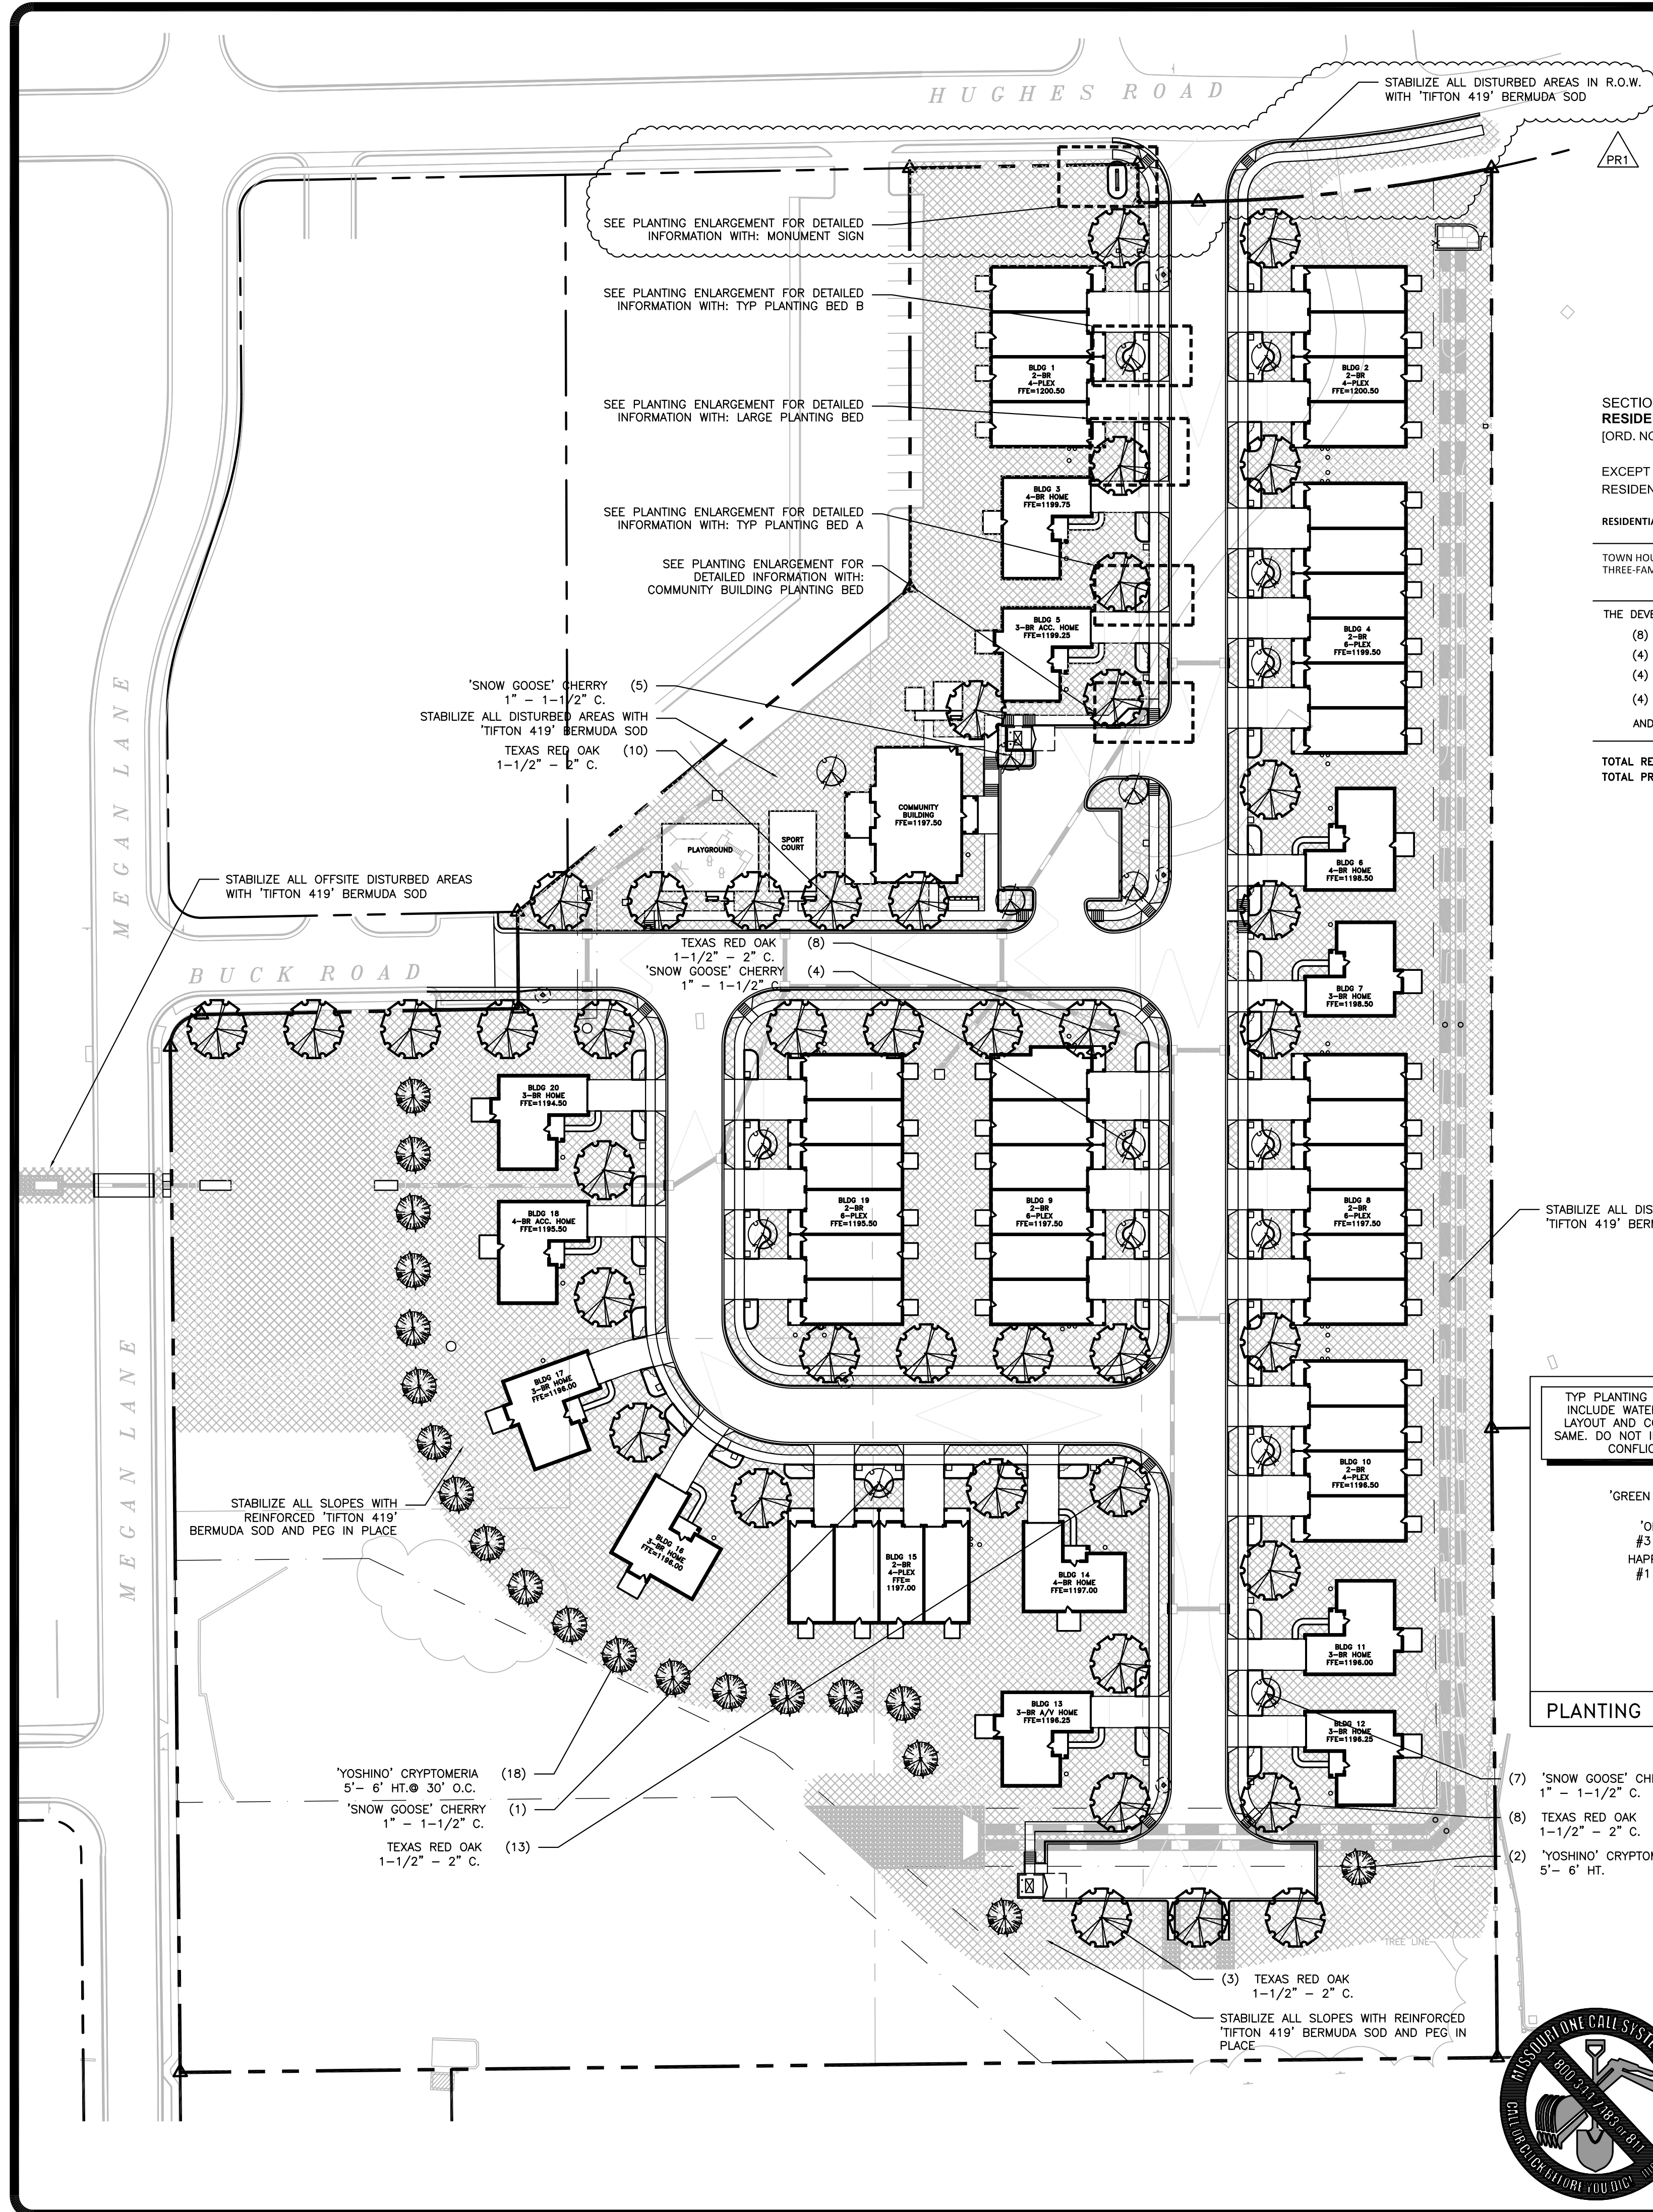 HUGHES ROAD
STABILIZE ALL DISTURBED AREAS IN R.O.W.
WITH 'TIFTON 419' BERMUDA SOD
PR1
SEE PLANTING ENLARGEMENT FOR DETAILED
INFORMATION WITH: MONUMENT SIGN
SEE PLANTING ENLARGEMENT FOR DETAILED
INFORMATION WITH: TYP PLANTING BED B
BLDG 1
2-BR
4-PLEX
FFE=1200.50
BLDG 2
2-BR
4-PLEX
FFE=1200.50
SEE PLANTING ENLARGEMENT FOR DETAILED
INFORMATION WITH: LARGE PLANTING BED
SECTIO
RESIDE
[ORD. NO
EXCEPT
RESIDEN
RESIDENTIA
TOWN HOU
THREE-FAM
THE DEVE
(8)
(4)
(4)
(4)
AND
TOTAL RE
TOTAL PR
BLDG 3
4-BR HOME
FFE=1199.75
SEE PLANTING ENLARGEMENT FOR DETAILED
INFORMATION WITH: TYP PLANTING BED A
SEE PLANTING ENLARGEMENT FOR
DETAILED INFORMATION WITH:
COMMUNITY BUILDING PLANTING BED
BLDG 5
3-BR ACC. HOME
FFE=1199.25
BLDG 4
2-BR
6-PLEX
FFE=1199.50
MEGAN LANE
'SNOW GOOSE' CHERRY (5)
1" - 1-1/2" C.
STABILIZE ALL DISTURBED AREAS WITH
'TIFTON 419' BERMUDA SOD
TEXAS RED OAK (10)
1-1/2" - 2" C.
COMMUNITY
BUILDING
FFE=1197.50
SPORT
COURT
PLAYGROUND
BLDG 6
4-BR HOME
FFE=1198.50
STABILIZE ALL OFFSITE DISTURBED AREAS
WITH 'TIFTON 419' BERMUDA SOD
TEXAS RED OAK (8)
1-1/2" - 2" C.
'SNOW GOOSE' CHERRY (4)
1" - 1-1/2" C.
BUCK ROAD
BLDG 7
3-BR HOME
FFE=1198.50
BLDG 20
3-BR HOME
FFE=1194.50
BLDG 18
4-BR ACC. HOME
FFE=1195.50
BLDG 19
2-BR
6-PLEX
FFE=1195.50
BLDG 9
2-BR
6-PLEX
FFE=1197.50
BLDG 8
2-BR
6-PLEX
FFE=1197.50
STABILIZE ALL DIS
'TIFTON 419' BER
MEGAN LANE
BLDG 17
3-BR HOME
FFE=1196.00
TYP PLANTING
INCLUDE WATE
LAYOUT AND C
SAME. DO NOT I
CONFLIC
BLDG 10
2-BR
4-PLEX
FFE=1196.50
'GREEN
'O
#3
HAPP
#1
STABILIZE ALL SLOPES WITH
REINFORCED 'TIFTON 419'
BERMUDA SOD AND PEG IN PLACE
BLDG 16
3-BR HOME
FFE=1196.00
BLDG 15
2-BR
4-PLEX
FFE=
1197.00
BLDG 14
4-BR HOME
FFE=1197.00
BLDG 11
3-BR HOME
FFE=1196.00
BLDG 13
3-BR A/V HOME
FFE=1196.25
BLDG 12
3-BR HOME
FFE=1196.25
PLANTING
'YOSHINO' CRYPTOMERIA (18)
5'- 6' HT.@ 30' O.C.
'SNOW GOOSE' CHERRY (1)
1" - 1-1/2" C.
TEXAS RED OAK (13)
1-1/2" - 2" C.
(7) 'SNOW GOOSE' CHE
1" - 1-1/2" C.
(8) TEXAS RED OAK
1-1/2" - 2" C.
(2) 'YOSHINO' CRYPTOM
5'- 6' HT.
TREE LINE
(3) TEXAS RED OAK
1-1/2" - 2" C.
STABILIZE ALL SLOPES WITH REINFORCED
'TIFTON 419' BERMUDA SOD AND PEG IN
PLACE
MISSOURI ONE CALL SYSTE
1 800 311 7183 or 811
CALL OR CLICK BEFORE YOU DIG!